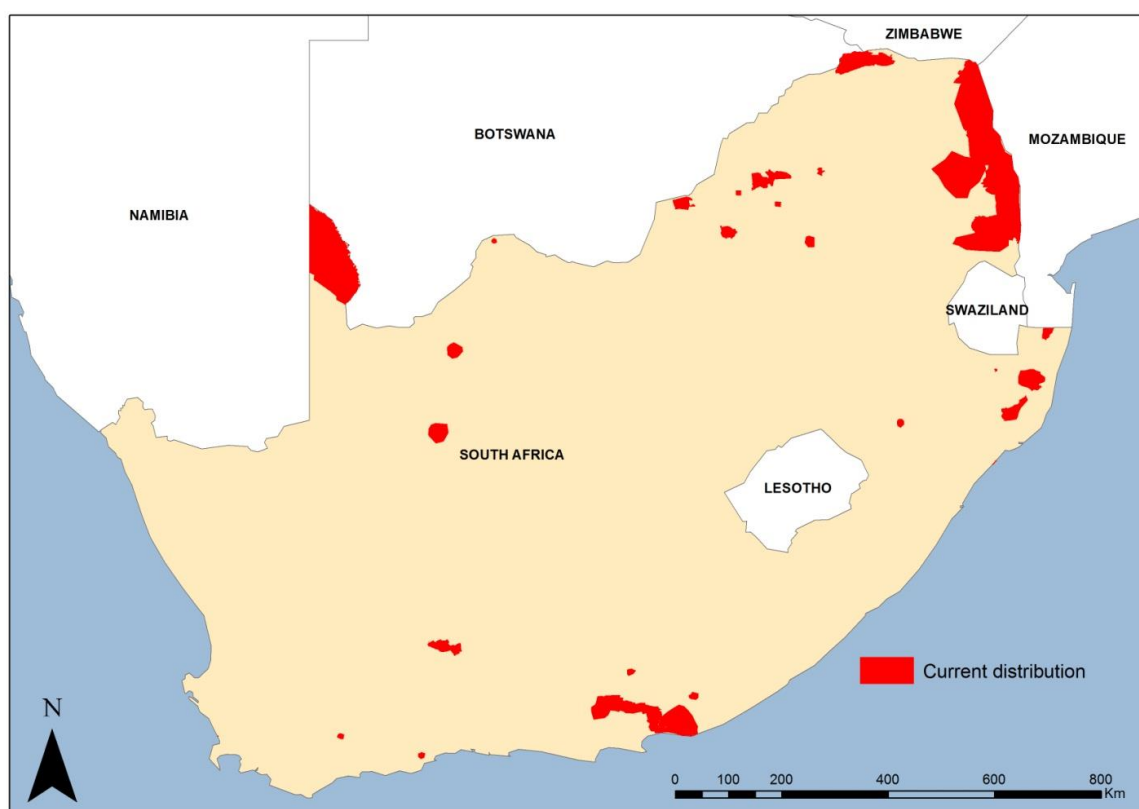 ZIMBABWE
BOTSWANA
MOZAMBIQUE
NAMIBIA
SWAZILAND
SOUTH AFRICA
LESOTHO
Current distribution
N
0 100 200 400 600 800
Km